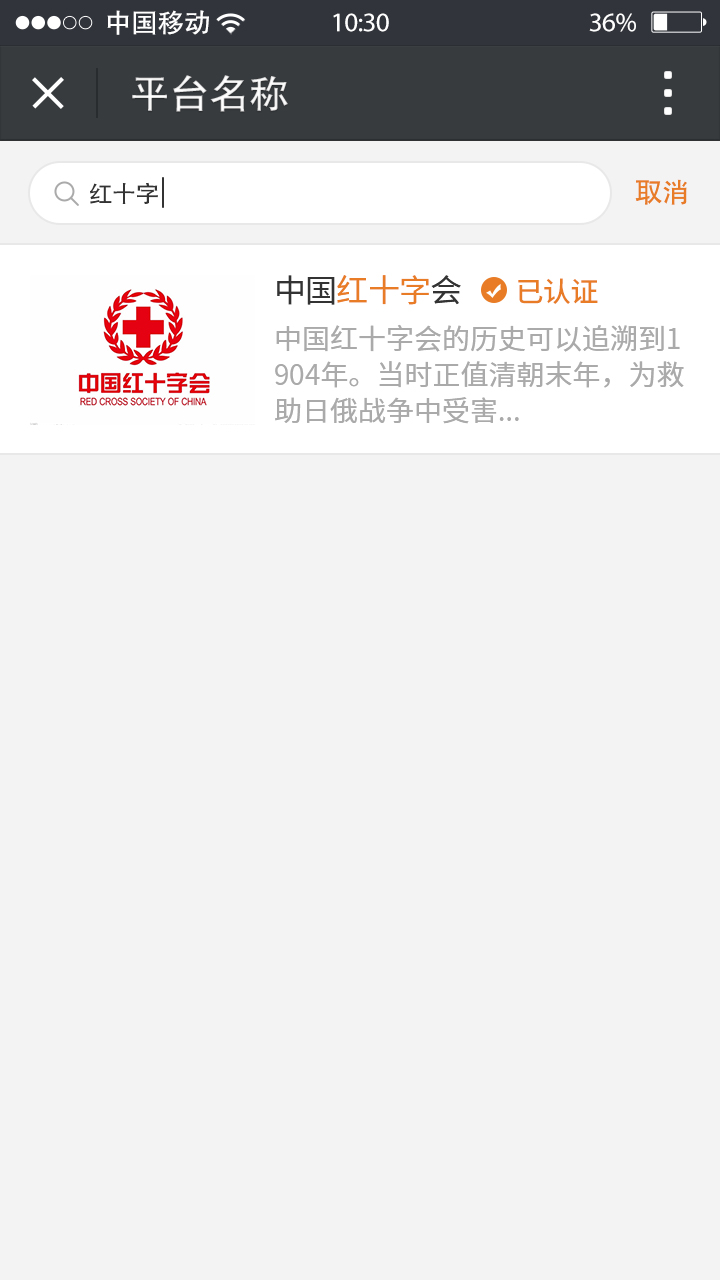 中国移动 10:30 36%
平台名称
红十字 取消
中国红十字会 已认证
中国红十字会的历史可以追溯到1
904年。当时正值清朝末年，为救
助日俄战争中受害...
中国红十字会
RED CROSS SOCIETY OF CHINA